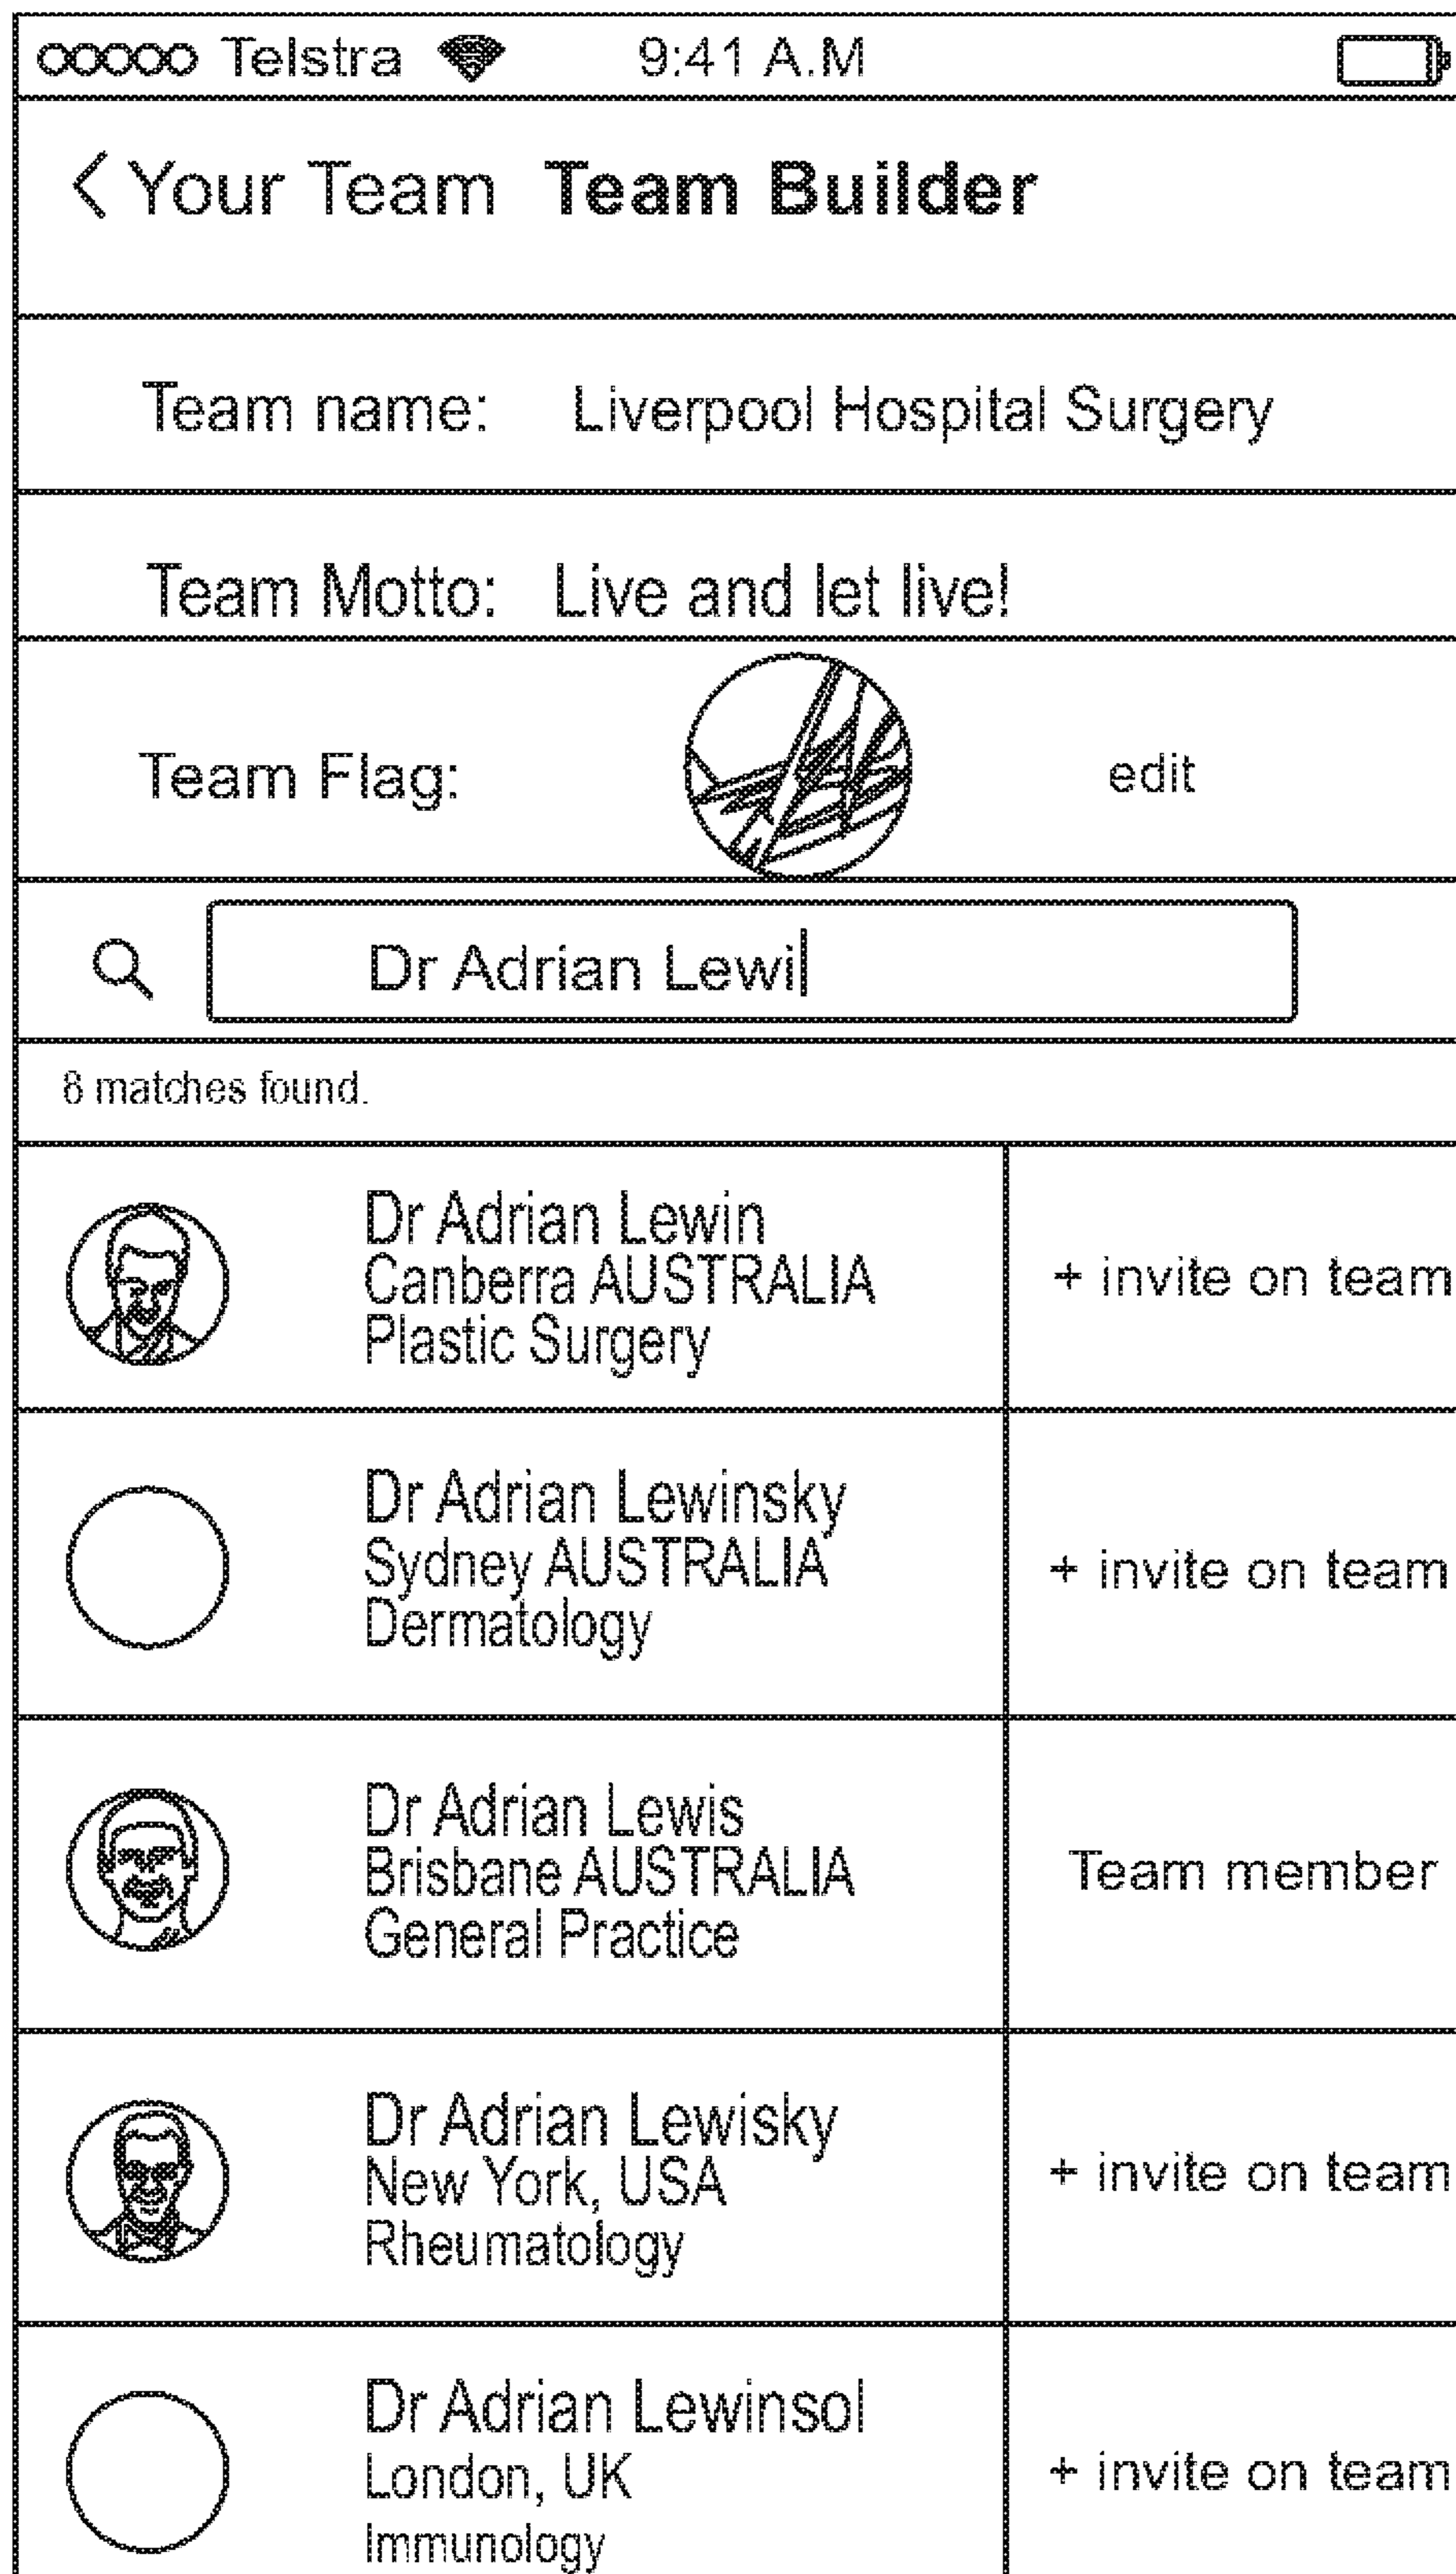 Telstra 9:41 A.M
< Your Team Team Builder
Team name: Liverpool Hospital Surgery
Team Motto: Live and let live!
Team Flag: edit
Dr Adrian Lewi
8 matches found.
Dr Adrian Lewin
Canberra AUSTRALIA
Plastic Surgery
+ invite on team
Dr Adrian Lewinsky
Sydney AUSTRALIA
Dermatology
+ invite on team
Dr Adrian Lewis
Brisbane AUSTRALIA
General Practice
Team member
Dr Adrian Lewisky
New York, USA
Rheumatology
+ invite on team
Dr Adrian Lewinsol
London, UK
Immunology
+ invite on team